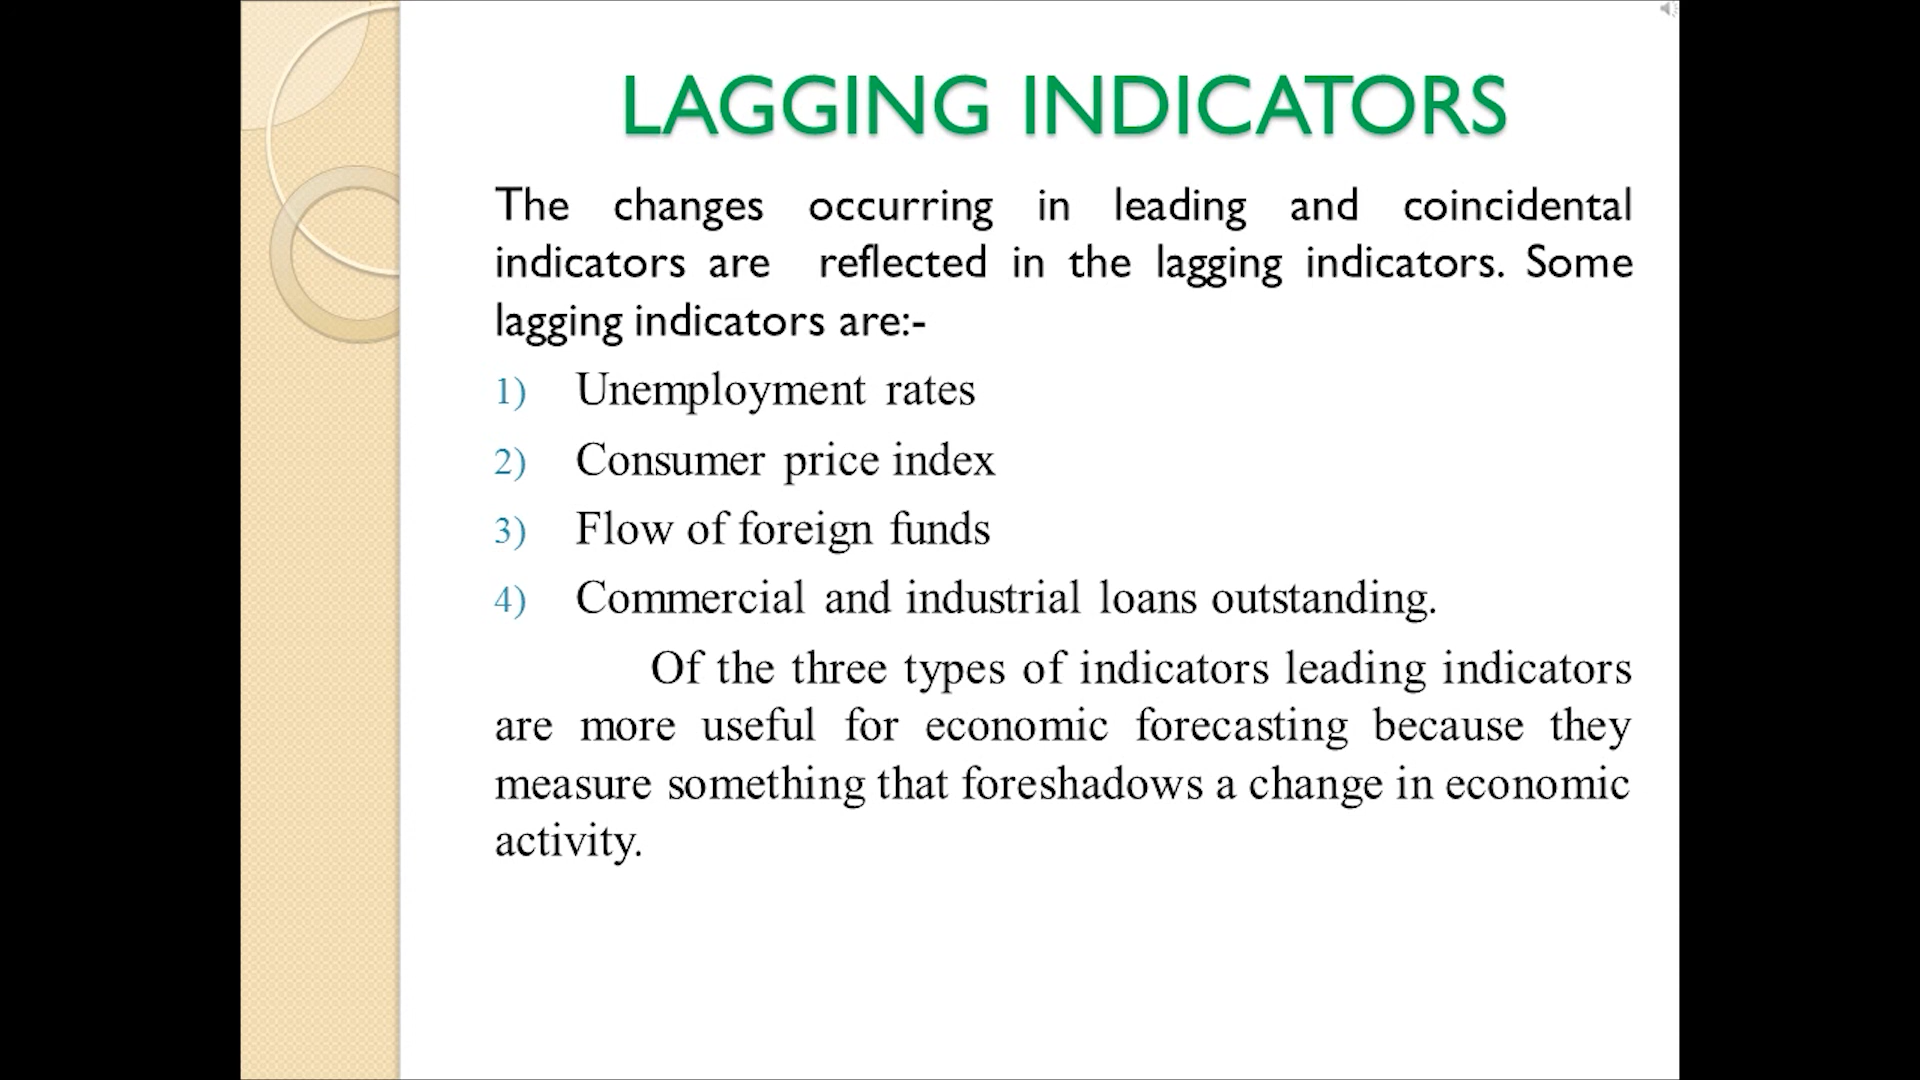 LAGGING INDICATORS
The changes occurring in leading and coincidental
indicators are reflected in the lagging indicators. Some
lagging indicators are:-
1) Unemployment rates
2) Consumer price index
3) Flow of foreign funds
4) Commercial and industrial loans outstanding.
Of the three types of indicators leading indicators
are more useful for economic forecasting because they
measure something that foreshadows a change in economic
activity.